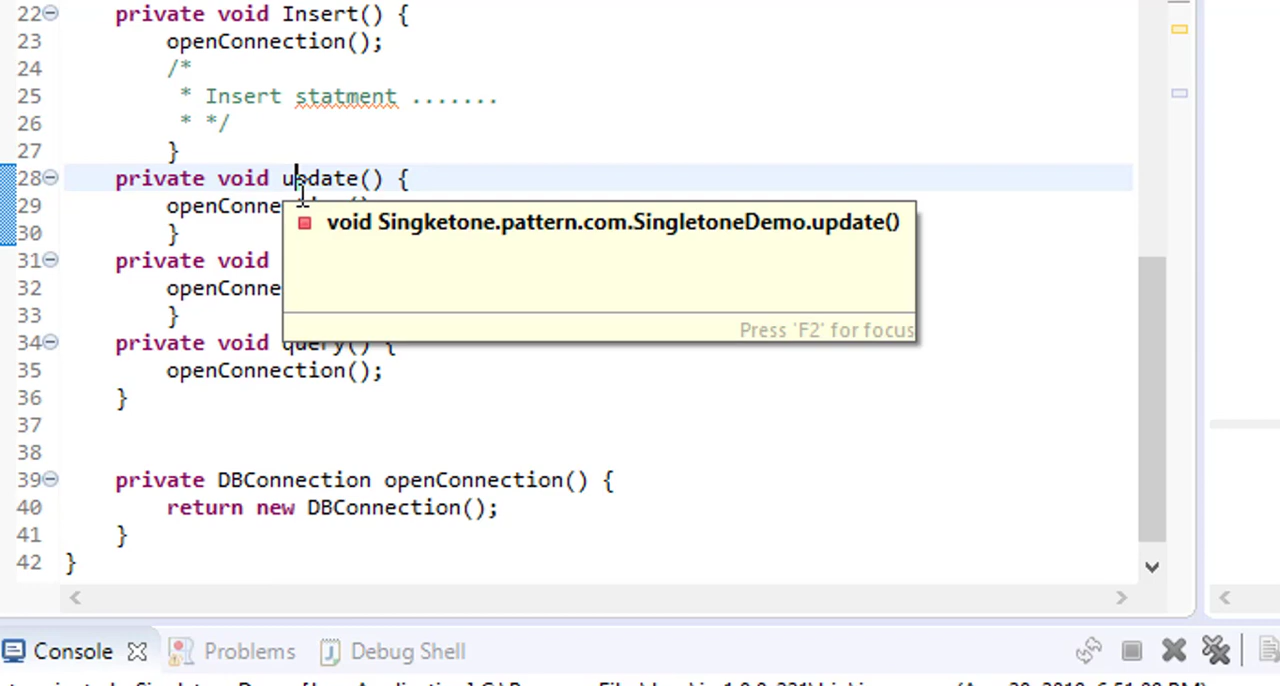 22 private void Insert() {
23 openConnection();
24 /*
25 * Insert statment .......
26 * */
27 }
28 private void update() {
29 openConne
void Singketone.pattern.com.SingletoneDemo.update()
30 }
31 private void
32 openConne
33 }
Press 'F2' for focus
34 private void query() {
35 openConnection();
36 }
37
38
39 private DBConnection openConnection() {
40 return new DBConnection();
41 }
42 }
Console Problems Debug Shell